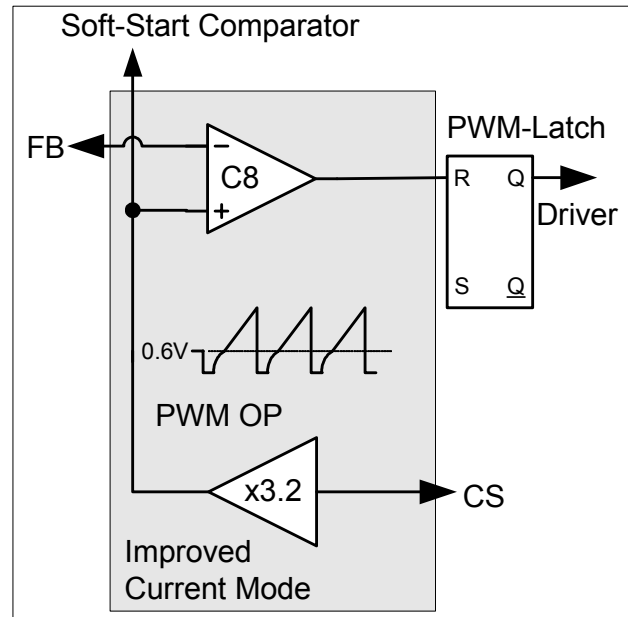 Soft-Start Comparator
FB
PWM-Latch
−
C8
+
R Q
Driver
S Q
0.6V
PWM OP
x3.2
CS
Improved
Current Mode